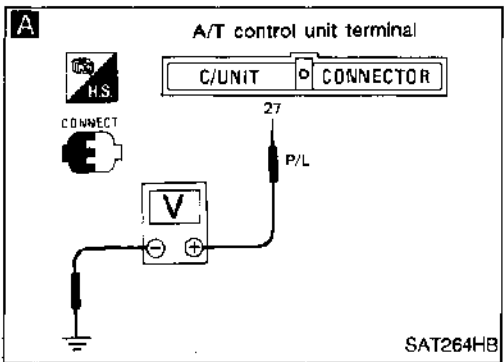 A
A/T control unit terminal
H.S.
C/UNIT CONNECTOR
CONNECT
27
P/L
V
SAT264HB